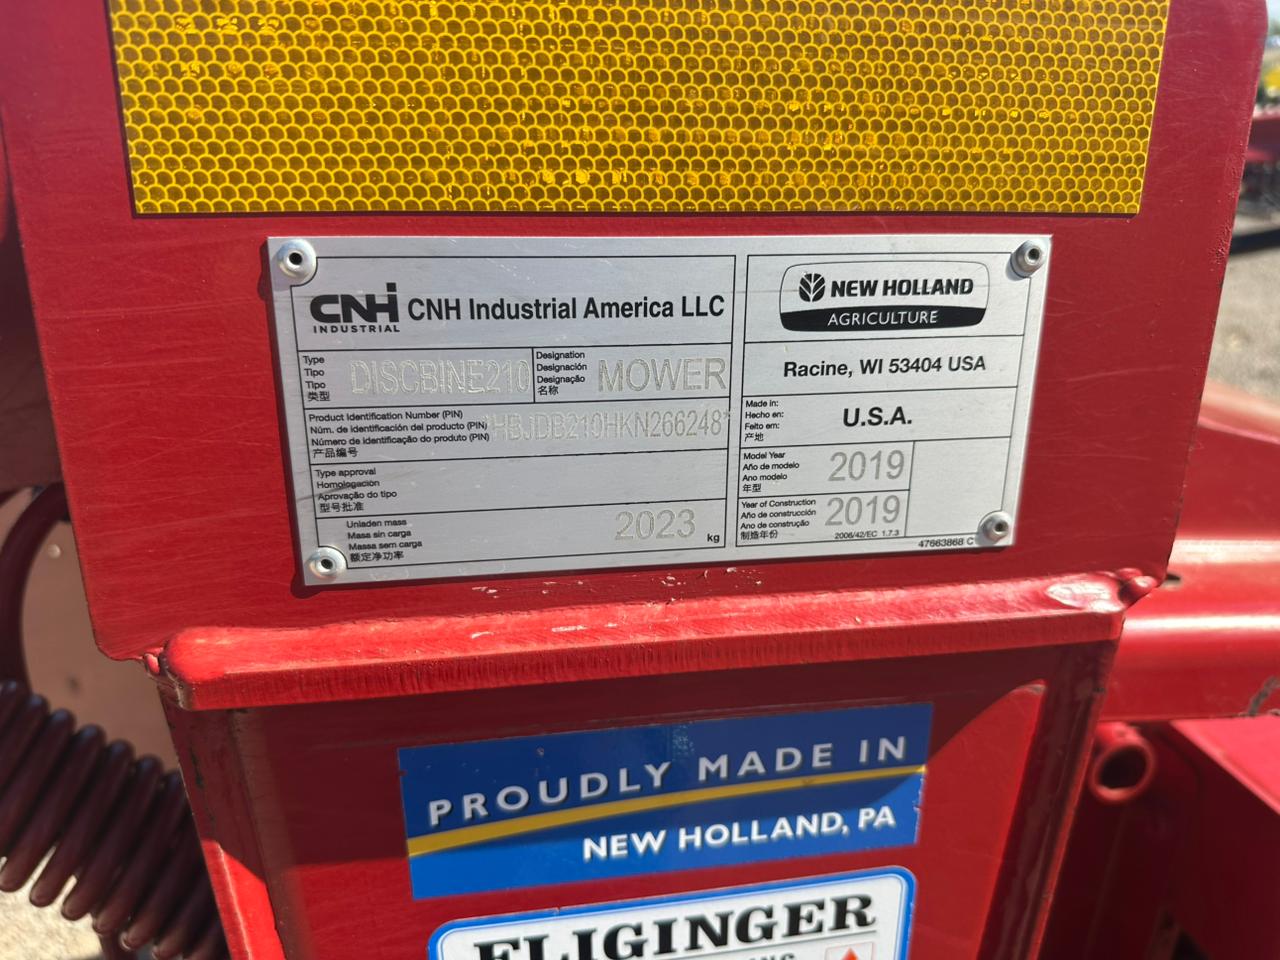 CNH
INDUSTRIAL
CNH Industrial America LLC
NEW HOLLAND
AGRICULTURE
Type
Tipo
Tipo
类型
DISCBINE210
Designation
Designación
Designação
名称
MOWER
Racine, WI 53404 USA
Product Identification Number (PIN)
Núm. de identificación del producto (PIN)
Número de identificação do produto (PIN)
产品编号
*HBJDB210HKN266248*
Made in:
Hecho en:
Feito em:
产地
U.S.A.
Type approval
Homologación
Aprovação do tipo
型号批准
Model Year
Año de modelo
Ano modelo
年型
2019
Unladen mass
Masa sin carga
Massa sem carga
额定净功率
2023 kg
Year of Construction
Año de construcción
Ano de construção
制造年份
2019
2006/42/EC 1.7.3
47663868 C
PROUDLY MADE IN
NEW HOLLAND, PA
ELIGINGER